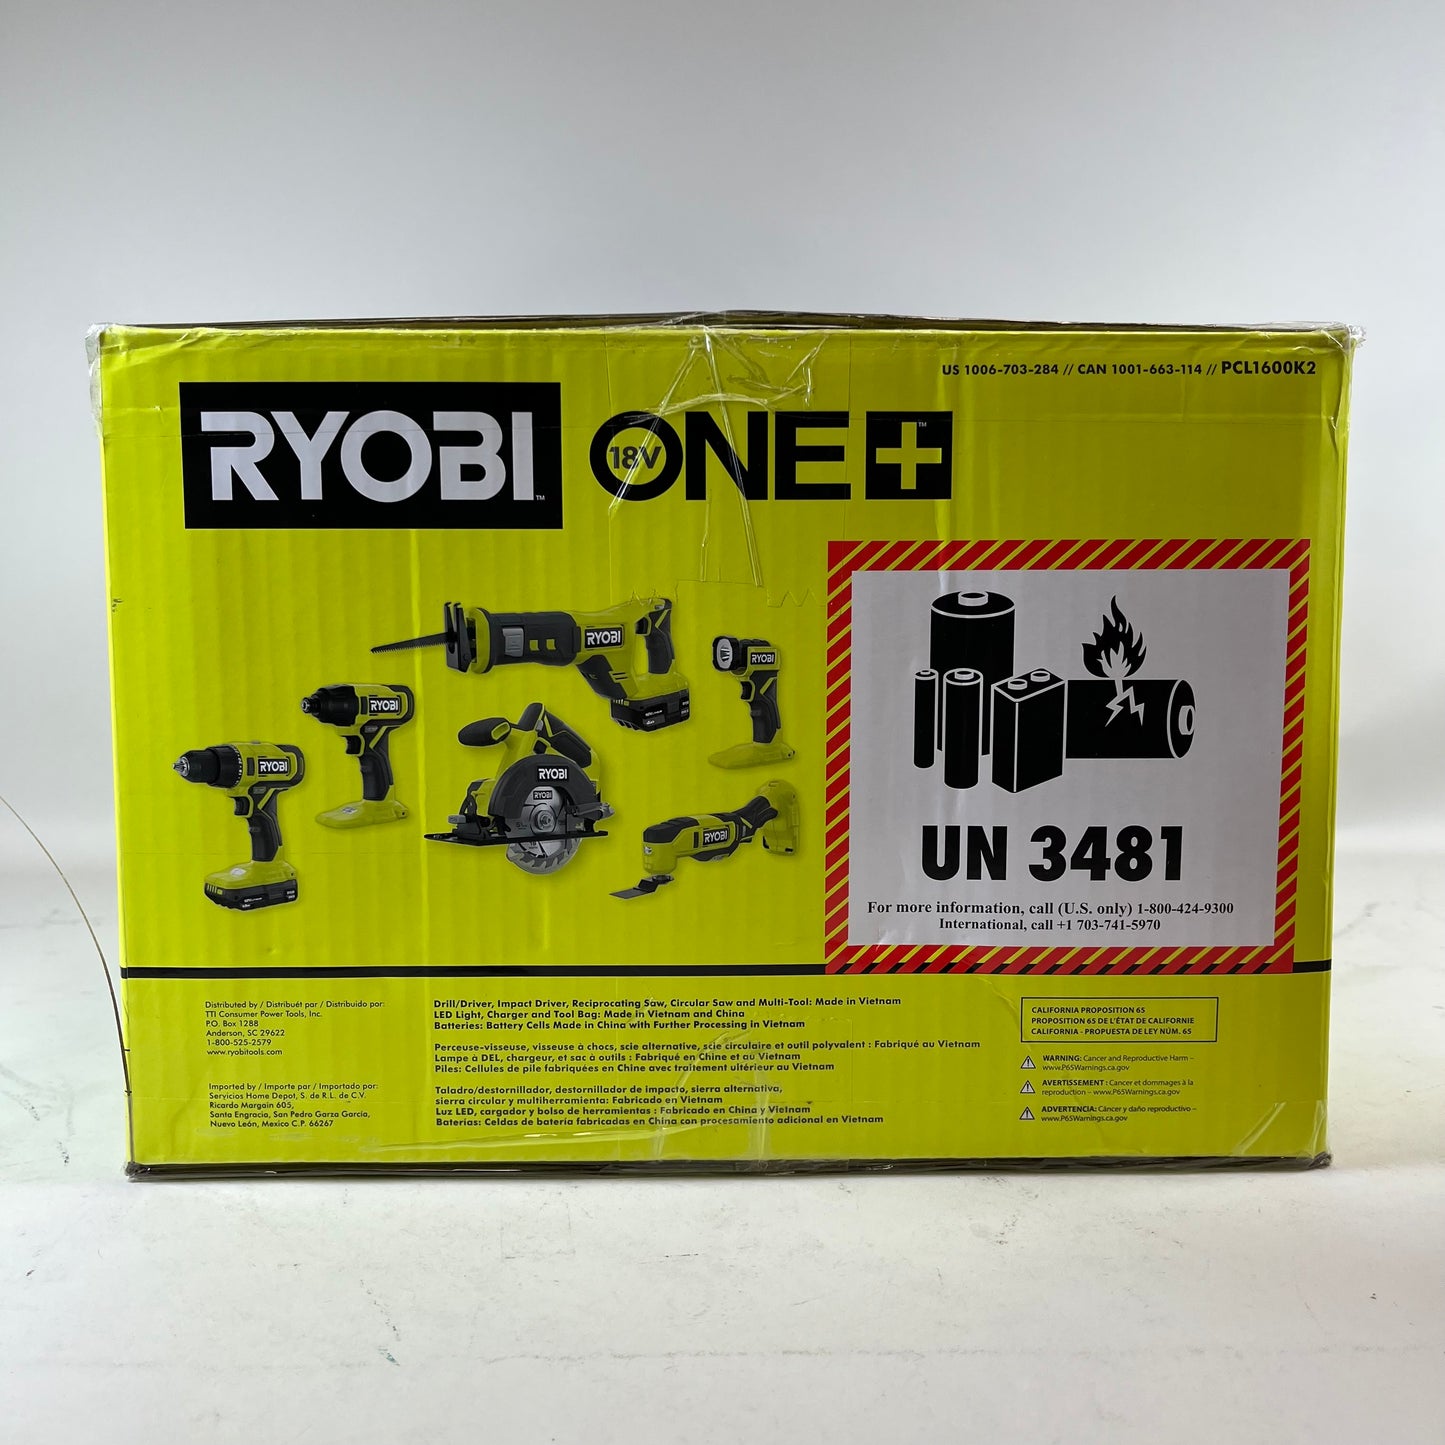 US 1006-703-284 // CAN 1001-663-114 // PCL1600K2
RYOBI™ 18V ONE+™
RYOBI
RYOBI
RYOBI
RYOBI
RYOBI
RYOBI
RYOBI
UN 3481
For more information, call (U.S. only) 1-800-424-9300
International, call +1 703-741-5970
Distributed by / Distribuét par / Distribuido por:
TTI Consumer Power Tools, Inc.
P.O. Box 1288
Anderson, SC 29622
1-800-525-2579
www.ryobitools.com
Imported by / Importe par / Importado por:
Servicios Home Depot, S. de R.L. de C.V.
Ricardo Margain 605,
Santa Engracia, San Pedro Garza Garcia,
Nuevo León, Mexico C.P. 66267
Drill/Driver, Impact Driver, Reciprocating Saw, Circular Saw and Multi-Tool: Made in Vietnam
LED Light, Charger and Tool Bag: Made in Vietnam and China
Batteries: Battery Cells Made in China with Further Processing in Vietnam
Perceuse-visseuse, visseuse à chocs, scie alternative, scie circulaire et outil polyvalent : Fabriqué au Vietnam
Lampe à DEL, chargeur, et sac à outils : Fabriqué en Chine et au Vietnam
Piles: Cellules de pile fabriquées en Chine avec traitement ultérieur au Vietnam
Taladro/destornillador, destornillador de impacto, sierra alternativa,
sierra circular y multiherramienta: Fabricado en Vietnam
Luz LED, cargador y bolso de herramientas : Fabricado en China y Vietnam
Baterias: Celdas de bateria fabricadas en China con procesamiento adicional en Vietnam
CALIFORNIA PROPOSITION 65
PROPOSITION 65 DE L'ÉTAT DE CALIFORNIE
CALIFORNIA - PROPUESTA DE LEY NÚM. 65
WARNING: Cancer and Reproductive Harm –
www.P65Warnings.ca.gov
AVERTISSEMENT : Cancer et dommages à la
reproduction – www.P65Warnings.ca.gov
ADVERTENCIA: Cáncer y daño reproductivo –
www.P65Warnings.ca.gov